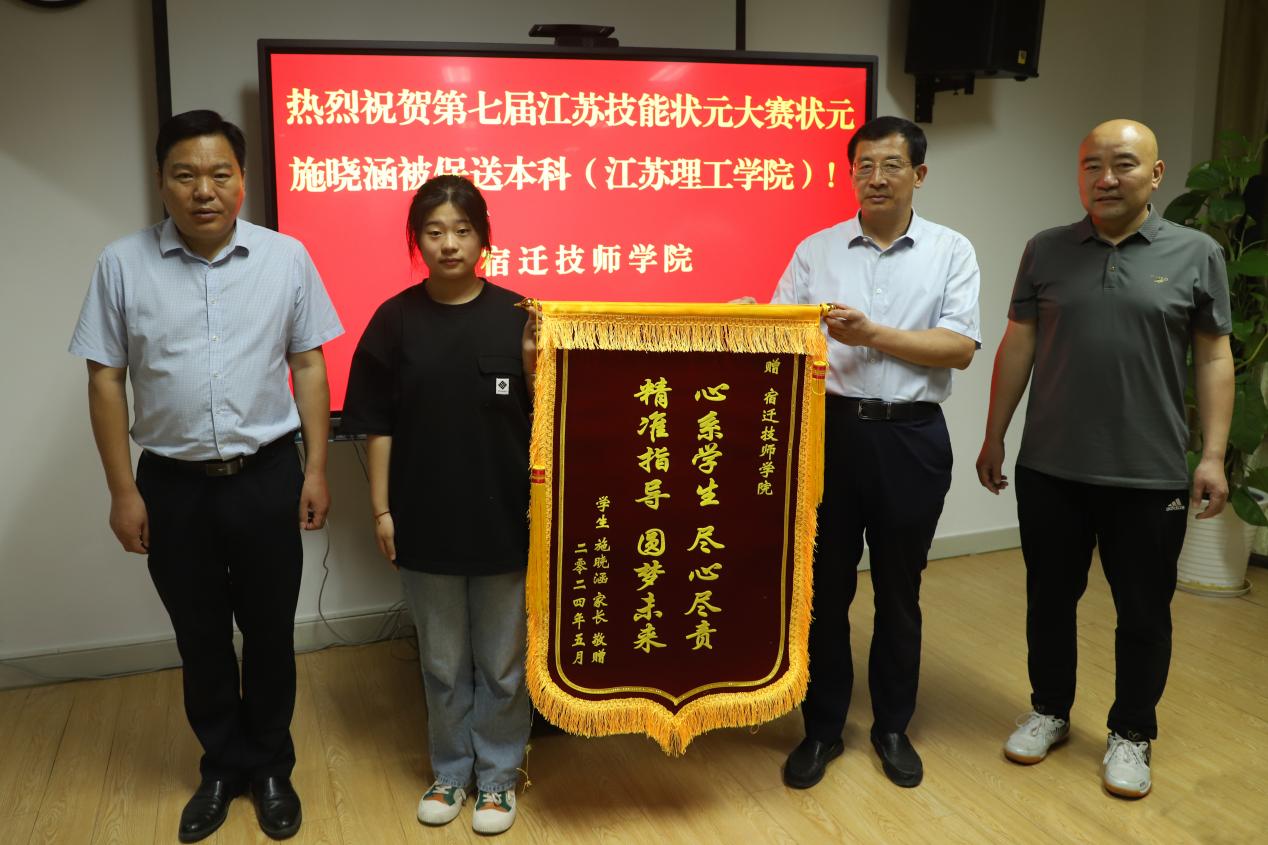 热烈祝贺第七届江苏技能状元大赛状元
施晓涵被保送本科（江苏理工学院）！
宿迁技师学院
赠 宿迁技师学院
心系学生 尽心尽责
精准指导 圆梦未来
学生 施晓涵 家长 敬赠
二零二四年五月